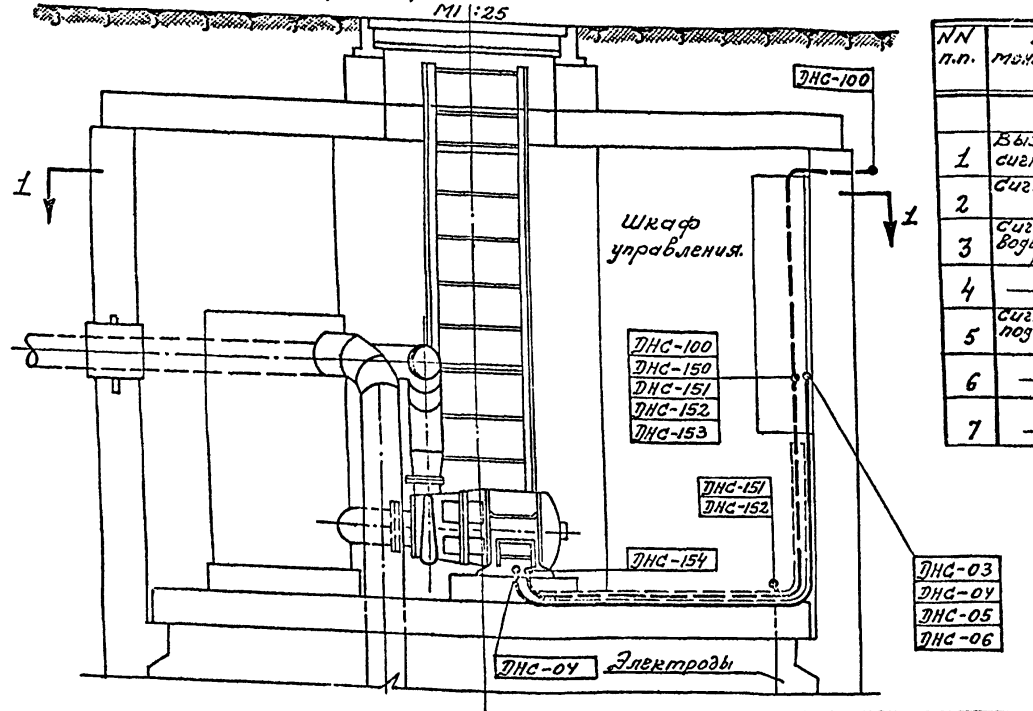 М1:25
ДНС-100
1
1
Шкаф
управления.
ДНС-100
ДНС-150
ДНС-151
ДНС-152
ДНС-153
ДНС-151
ДНС-152
ДНС-154
ДНС-03
ДНС-04
ДНС-05
ДНС-06
ДНС-04
Электроды
NN
п.п.
1
2
3
4
5
6
7